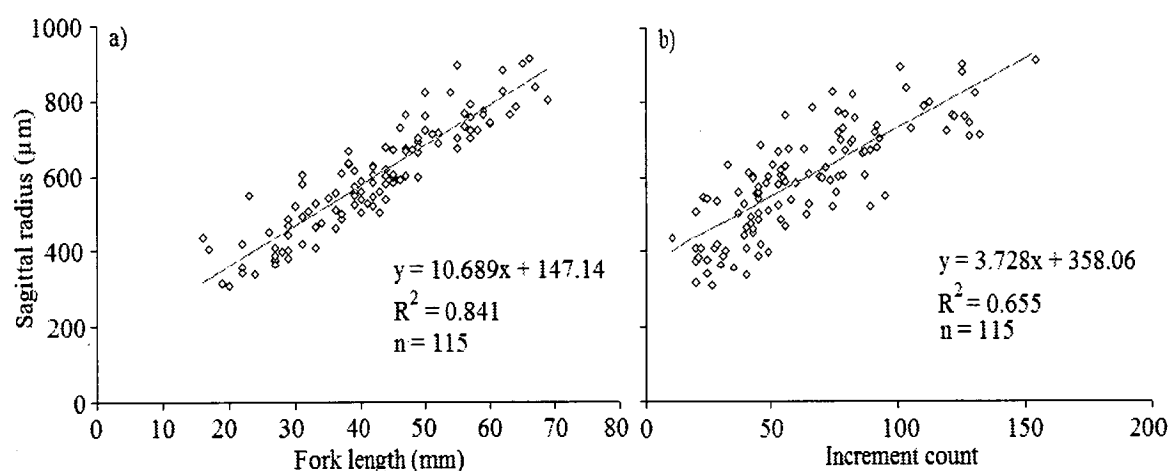 a)
1000
800
600
400
200
0
Sagittal radius (µm)
y = 10.689x + 147.14
R² = 0.841
n = 115
0 10 20 30 40 50 60 70 80
Fork length (mm)
b)
y = 3.728x + 358.06
R² = 0.655
n = 115
0 50 100 150 200
Increment count